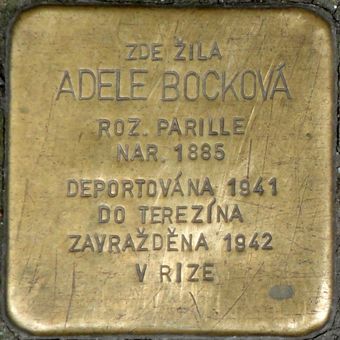 ZDE ŽILA
ADELE BOCKOVÁ
ROZ. PARILLE
NAR. 1885
DEPORTOVÁNA 1941
DO TEREZÍNA
ZAVRAŽDĚNA 1942
V RIZE